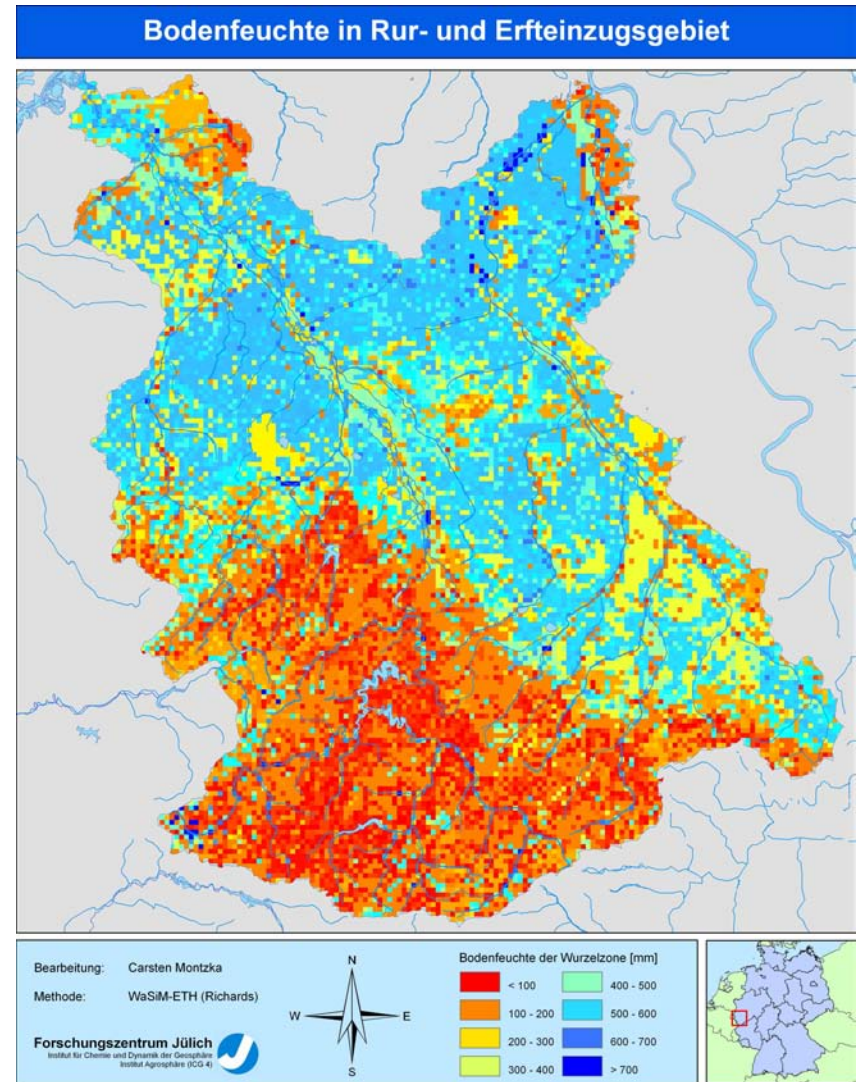 Bodenfeuchte in Rur- und Erfteinzugsgebiet
Bearbeitung: Carsten Montzka
Methode: WaSiM-ETH (Richards)
Forschungszentrum Jülich
Institut für Chemie und Dynamik der Geosphäre
Institut Agrosphäre (ICG 4)
N
W E
S
Bodenfeuchte der Wurzelzone [mm]
< 100 400 - 500
100 - 200 500 - 600
200 - 300 600 - 700
300 - 400 > 700